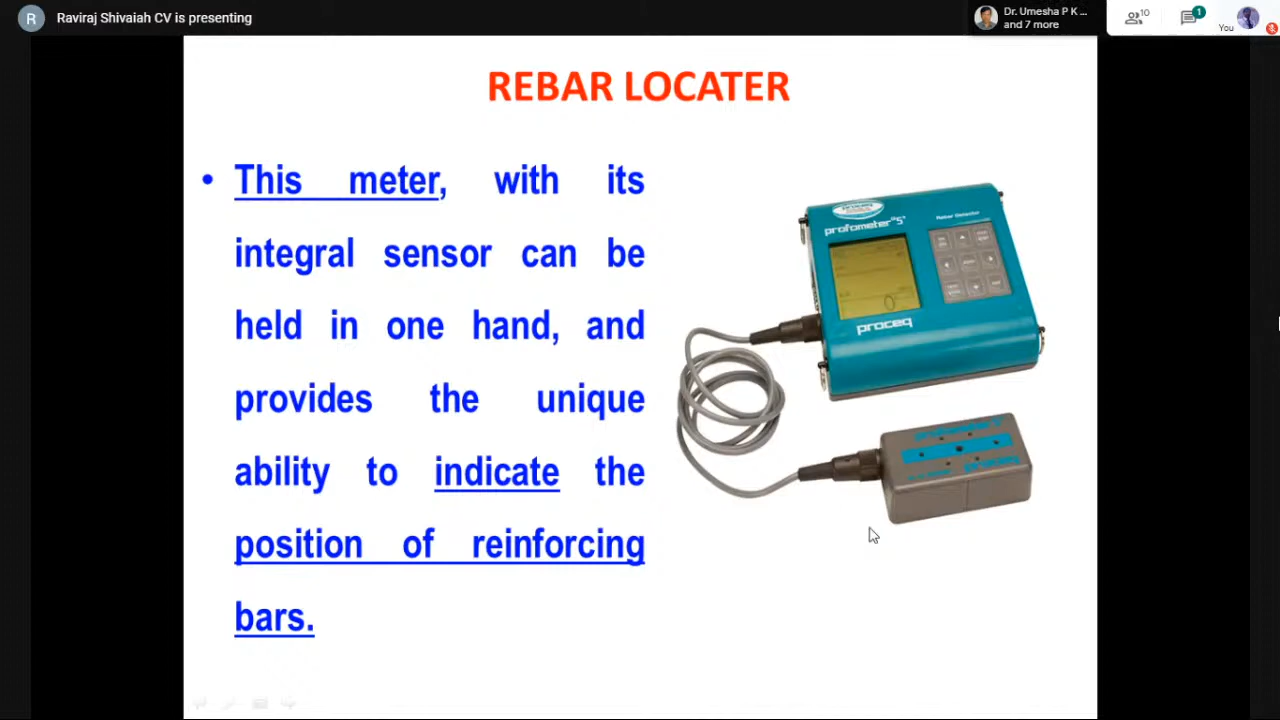 Raviraj Shivaiah CV is presenting
R
Dr. Umesha P K ...
and 7 more
10
1
You
REBAR LOCATER
• This meter, with its
integral sensor can be
held in one hand, and
provides the unique
ability to indicate the
position of reinforcing
bars.
profometer 5+
Rebar Detector
proceq